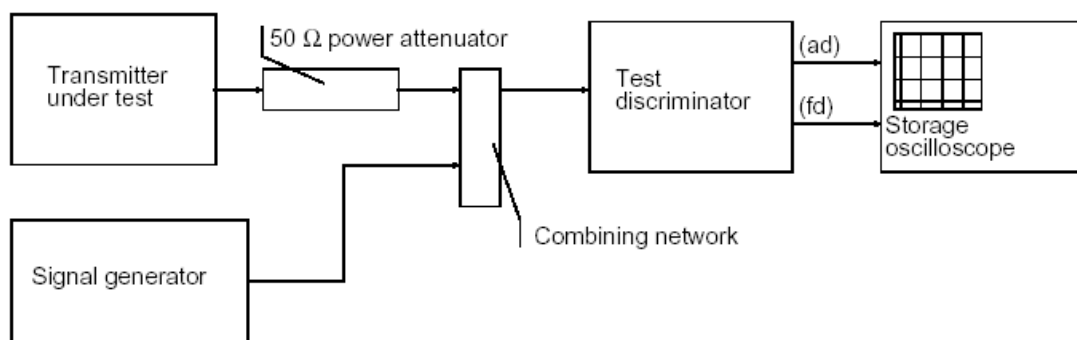 50 Ω power attenuator
Transmitter
under test
Test
discriminator
(ad)
(fd)
Storage
oscilloscope
Combining network
Signal generator